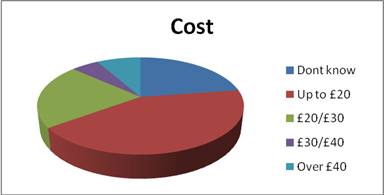 Cost
Dont know
Up to £20
£20/£30
£30/£40
Over £40